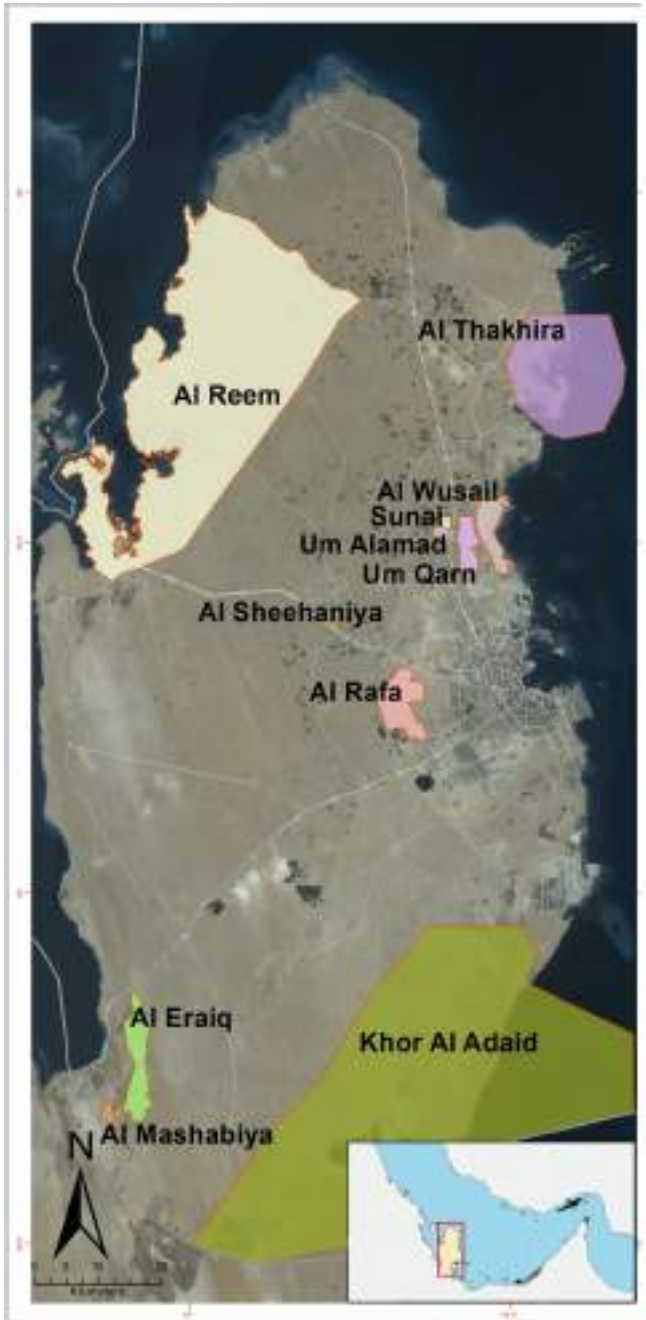 Al Thakhira
Al Reem
Al Wusail
Sunai
Um Alamad
Um Qarn
Al Sheehaniya
Al Rafa
Al Eraiq
Khor Al Adaid
Al Mashabiya
N